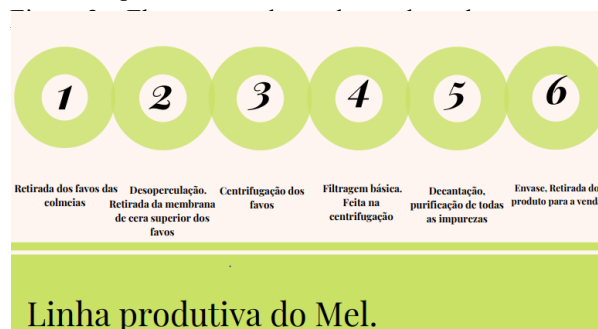 1 2 3 4 5 6
Retirada dos favos das
colmeias
Desoperculação.
Retirada da membrana
de cera superior dos
favos
Centrifugação dos
favos
Filtragem básica.
Feita na
centrifugação
Decantação,
purificação de todas
as impurezas
Envase, Retirada do
produto para a venda
Linha produtiva do Mel.